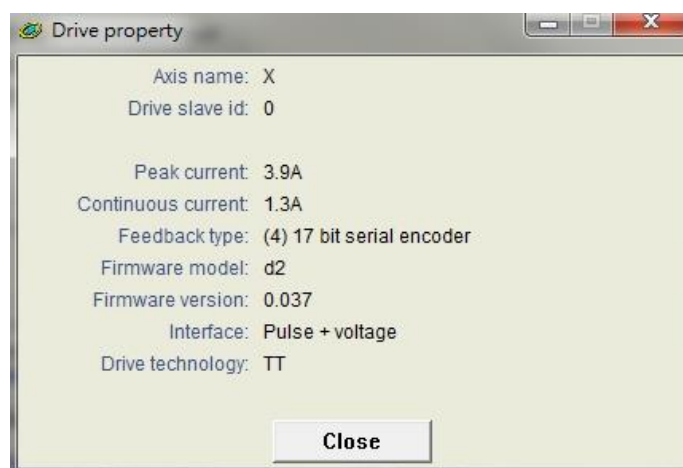 Drive property
Axis name: X
Drive slave id: 0
Peak current: 3.9A
Continuous current: 1.3A
Feedback type: (4) 17 bit serial encoder
Firmware model: d2
Firmware version: 0.037
Interface: Pulse + voltage
Drive technology: TT
Close